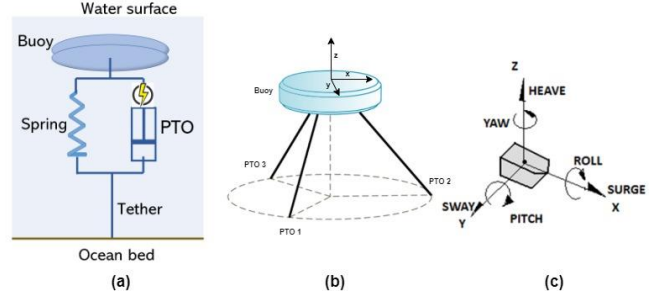 Water surface
Buoy
Spring
PTO
Tether
Ocean bed
(a)
z
x
y
Buoy
PTO 3
PTO 2
PTO 1
(b)
Z
HEAVE
YAW
ROLL
SURGE
X
SWAY
Y
PITCH
(c)